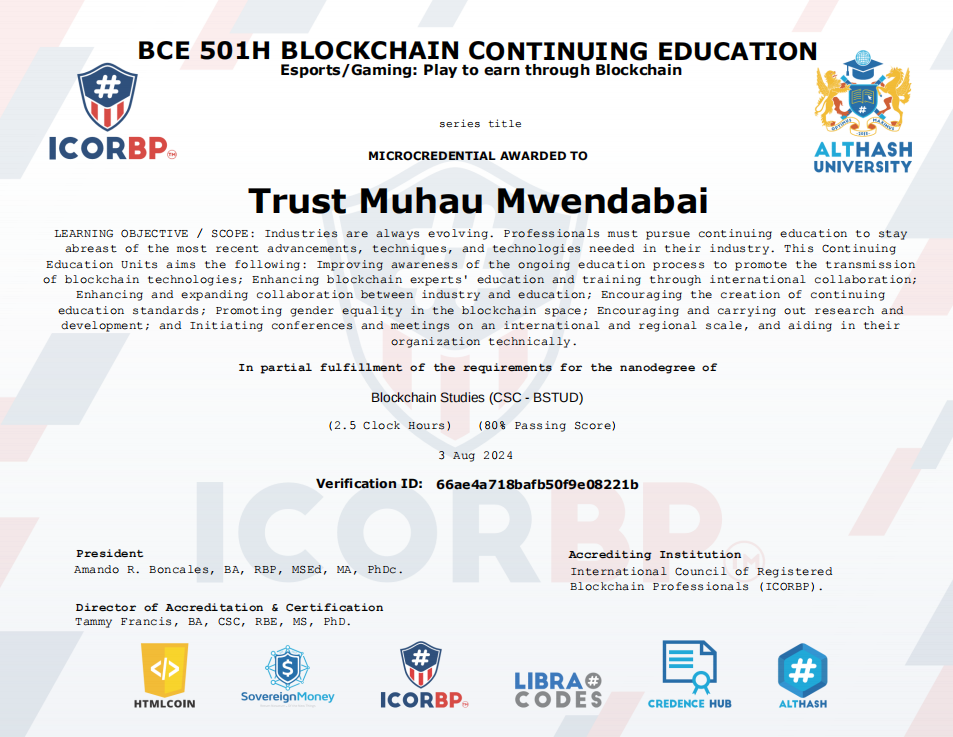 BCE 501H BLOCKCHAIN CONTINUING EDUCATION
Esports/Gaming: Play to earn through Blockchain
#
ICORBP TM
OPTIMUS MAXIMUS
ALTHASH
UNIVERSITY
series title
MICROCREDENTIAL AWARDED TO
Trust Muhau Mwendabai
LEARNING OBJECTIVE / SCOPE: Industries are always evolving. Professionals must pursue continuing education to stay
abreast of the most recent advancements, techniques, and technologies needed in their industry. This Continuing
Education Units aims the following: Improving awareness of the ongoing education process to promote the transmission
of blockchain technologies; Enhancing blockchain experts' education and training through international collaboration;
Enhancing and expanding collaboration between industry and education; Encouraging the creation of continuing
education standards; Promoting gender equality in the blockchain space; Encouraging and carrying out research and
development; and Initiating conferences and meetings on an international and regional scale, and aiding in their
organization technically.
In partial fulfillment of the requirements for the nanodegree of
Blockchain Studies (CSC - BSTUD)
(2.5 Clock Hours) (80% Passing Score)
3 Aug 2024
Verification ID: 66ae4a718bafb50f9e08221b
ICORBP TM
President
Amando R. Boncales, BA, RBP, MSEd, MA, PhDc.
Accrediting Institution
International Council of Registered
Blockchain Professionals (ICORBP).
Director of Accreditation & Certification
Tammy Francis, BA, CSC, RBE, MS, PhD.
</>
HTMLCOIN
$
SovereignMoney
#
ICORBP TM
LIBRA#
CODES
CREDENCE HUB
#
ALTHASH